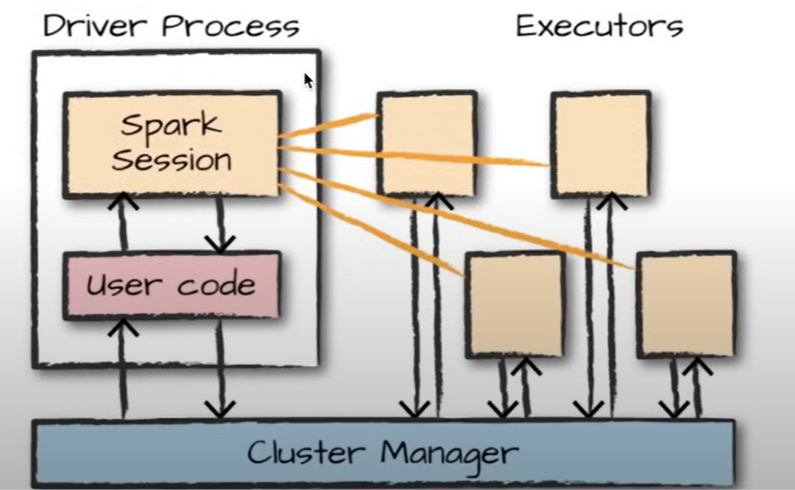 Driver Process
Executors
Spark
Session
User code
Cluster Manager